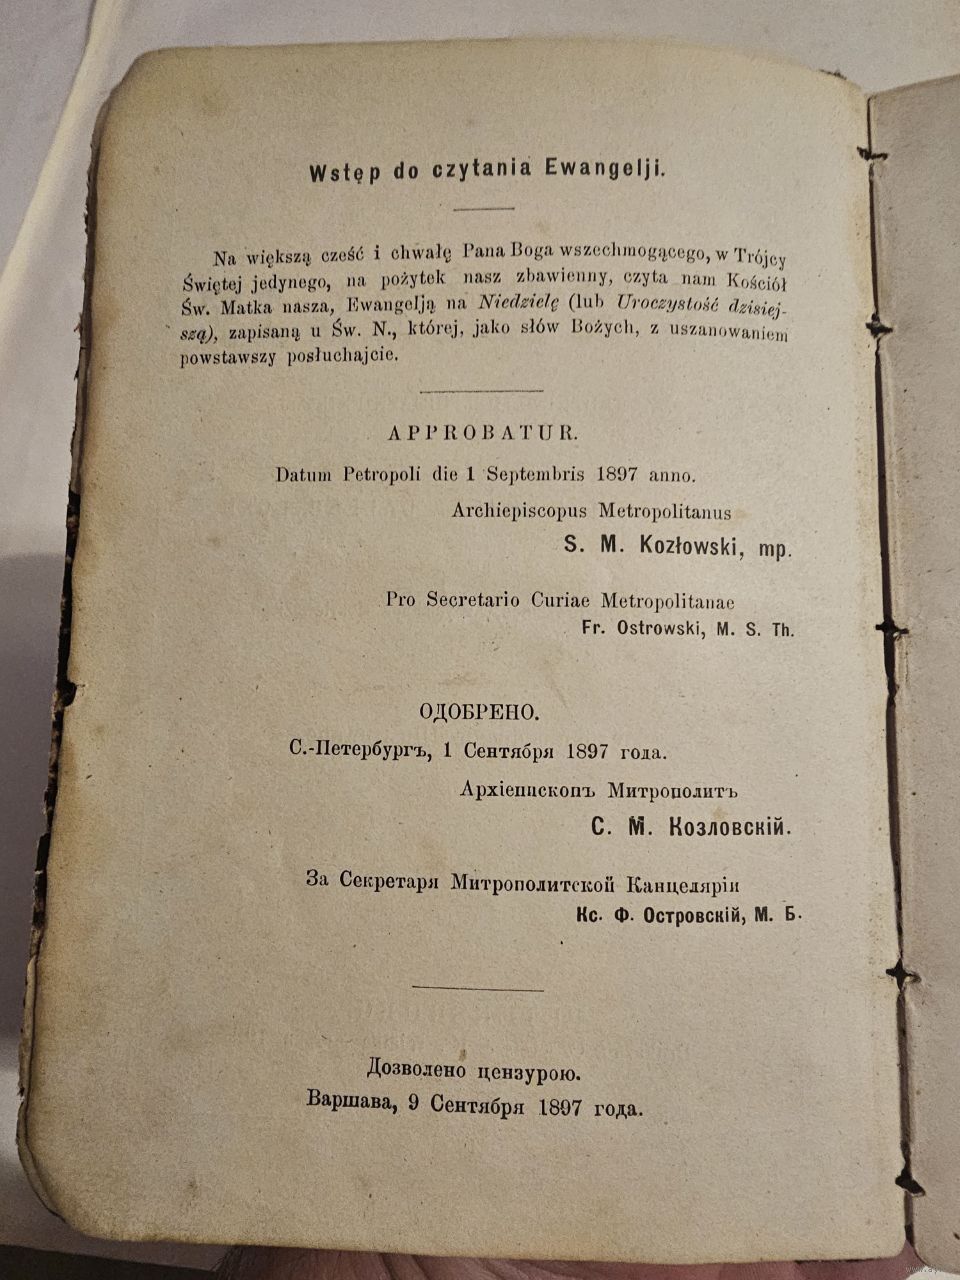 Wstęp do czytania Ewangelji.
Na większą cześć i chwałę Pana Boga wszechmogącego, w Trójcy
Świętej jedynego, na pożytek nasz zbawienny, czyta nam Kościół
Św. Matka nasza, Ewangelją na Niedzielę (lub Uroczystość dzisiej-
szą), zapisaną u Św. N., której, jako słów Bożych, z uszanowaniem
powstawszy posłuchajcie.
APPROBATUR.
Datum Petropoli die 1 Septembris 1897 anno.
Archiepiscopus Metropolitanus
S. M. Kozłowski, mp.
Pro Secretario Curiae Metropolitanae
Fr. Ostrowski, M. S. Th.
ОДОБРЕНО.
С.-Петербургъ, 1 Сентября 1897 года.
Архіепископъ Митрополитъ
С. М. Козловскій.
За Секретаря Митрополитской Канцеляріи
Кс. Ф. Островскій, М. Б.
Дозволено цензурою.
Варшава, 9 Сентября 1897 года.